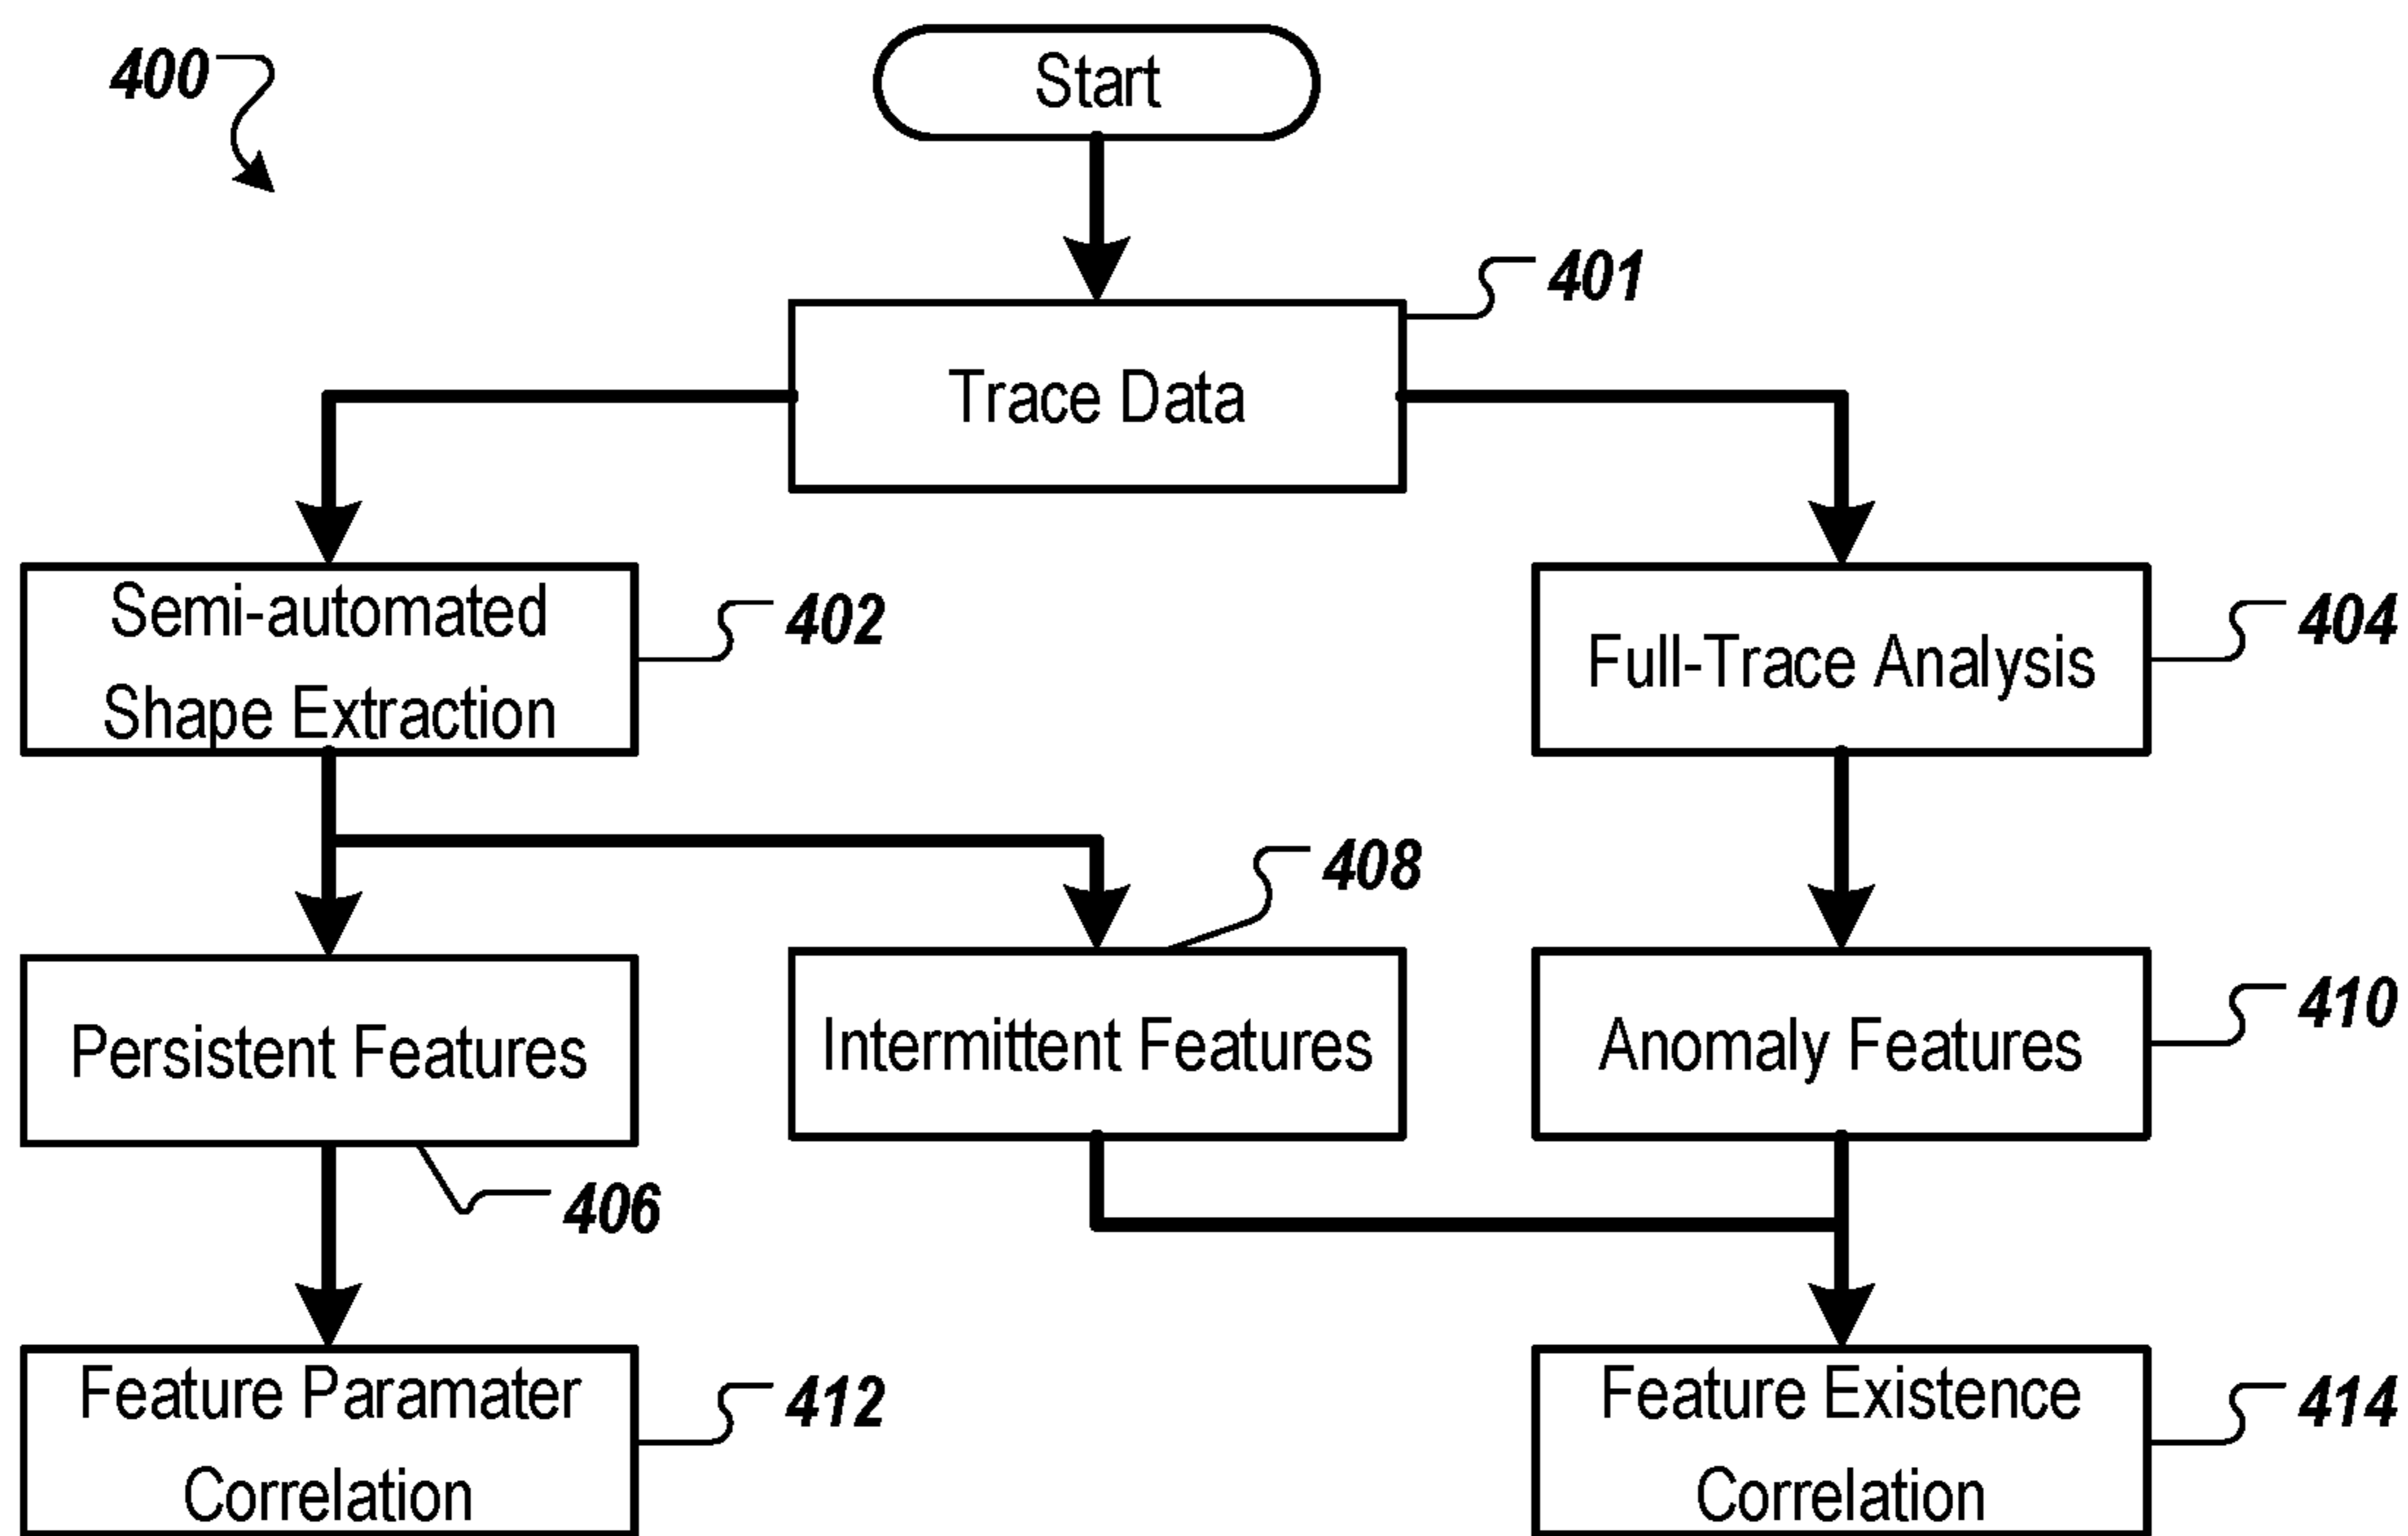 400
Start
401
Trace Data
Semi-automated
Shape Extraction
402
Full-Trace Analysis
404
408
Persistent Features
Intermittent Features
Anomaly Features
410
406
Feature Paramater
Correlation
412
Feature Existence
Correlation
414